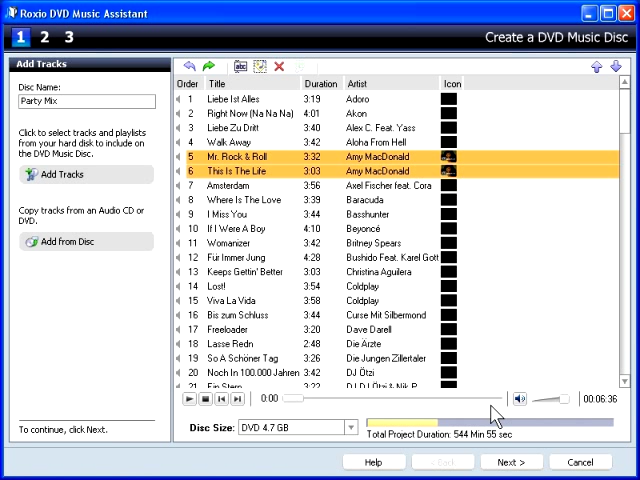 Roxio DVD Music Assistant
1 2 3 Create a DVD Music Disc
Add Tracks
Disc Name:
Party Mix
Click to select tracks and playlists
from your hard disk to include on
the DVD Music Disc.
Add Tracks
Copy tracks from an Audio CD or
DVD.
Add from Disc
To continue, click Next.
abc
Order Title Duration Artist Icon
1 Liebe Ist Alles 3:19 Adoro
2 Right Now (Na Na Na) 4:01 Akon
3 Liebe Zu Dritt 3:40 Alex C. Feat. Yass
4 Walk Away 3:42 Aloha From Hell
5 Mr. Rock & Roll 3:32 Amy MacDonald
6 This Is The Life 3:03 Amy MacDonald
7 Amsterdam 3:56 Axel Fischer feat. Cora
8 Where Is The Love 3:39 Baracuda
9 I Miss You 3:44 Basshunter
10 If I Were A Boy 4:10 Beyoncé
11 Womanizer 3:42 Britney Spears
12 Für Immer Jung 4:28 Bushido Feat. Karel Gott
13 Keeps Gettin' Better 3:03 Christina Aguilera
14 Lost! 3:54 Coldplay
15 Viva La Vida 3:58 Coldplay
16 Bis zum Schluss 3:44 Curse Mit Silbermond
17 Freeloader 3:20 Dave Darell
18 Lasse Redn 2:48 Die Ärzte
19 So A Schöner Tag 3:26 Die Jungen Zillertaler
20 Noch In 100.000 Jahren 3:42 DJ Ötzi
21 Ein Stern 3:22 DJ Ötzi & Nik P.
0:00 00:06:36
Disc Size: DVD 4.7 GB
Total Project Duration: 544 Min 55 sec
Help < Back Next > Cancel